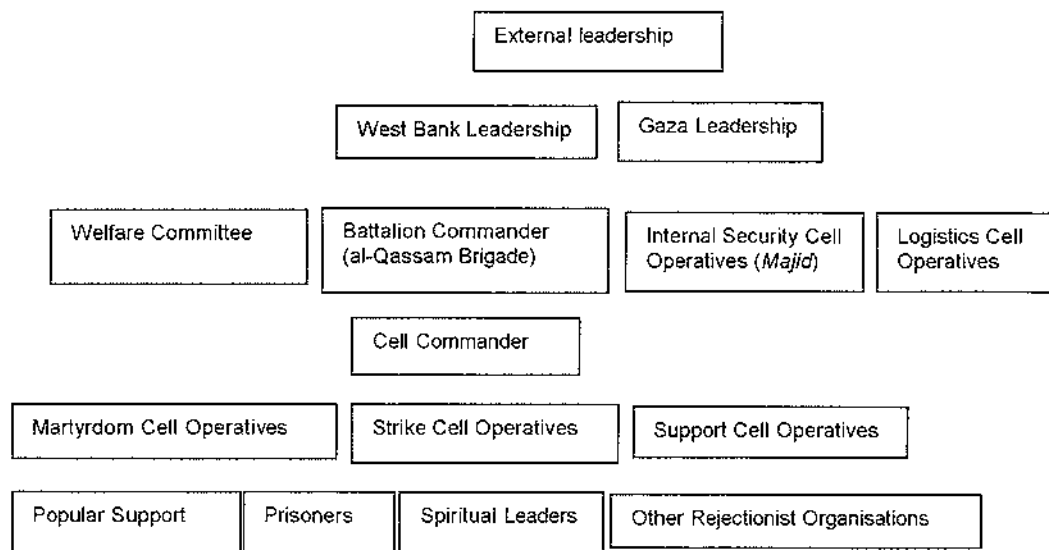 External leadership
West Bank Leadership
Gaza Leadership
Welfare Committee
Battalion Commander
(al-Qassam Brigade)
Internal Security Cell
Operatives (Majid)
Logistics Cell
Operatives
Cell Commander
Martyrdom Cell Operatives
Strike Cell Operatives
Support Cell Operatives
Popular Support
Prisoners
Spiritual Leaders
Other Rejectionist Organisations